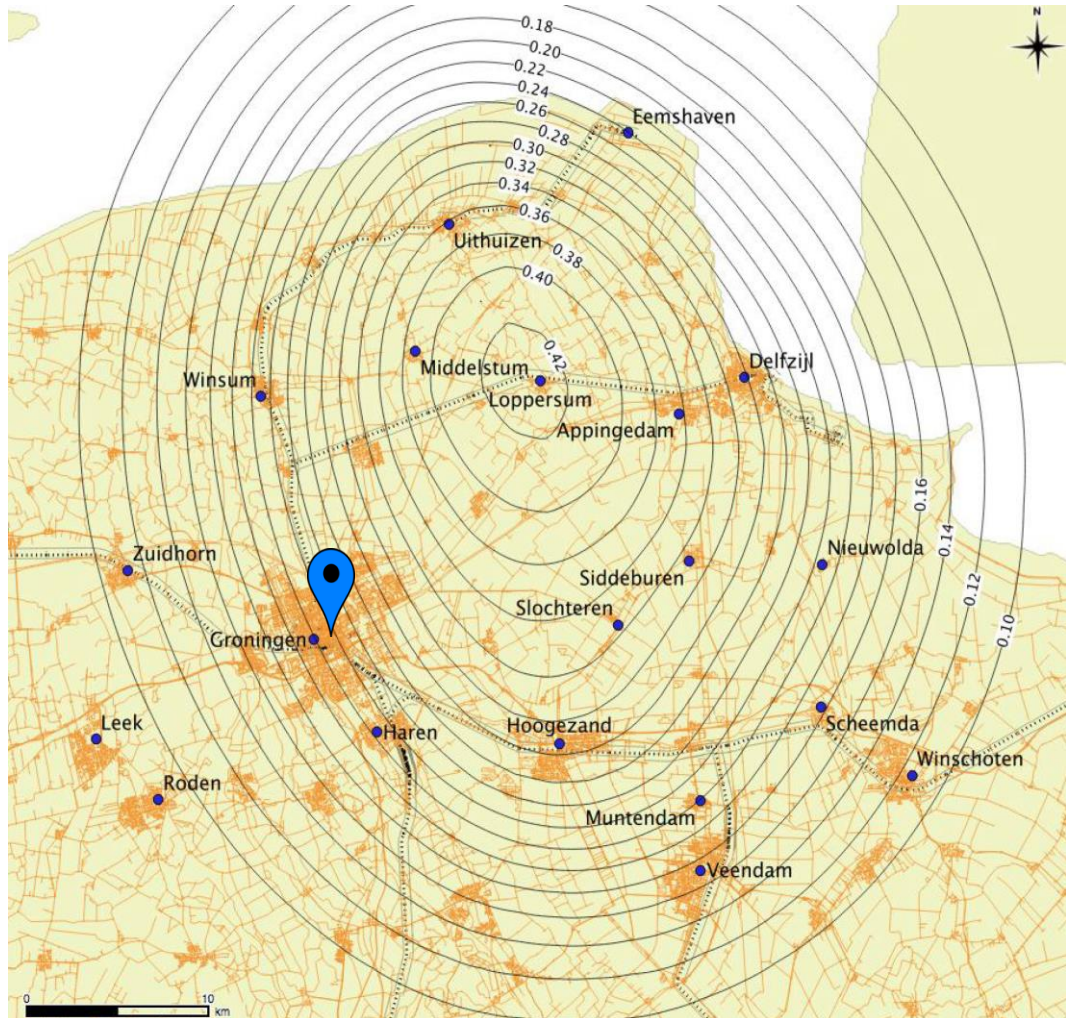 N
0.18
0.20
0.22
0.24
0.26
0.28
0.30
0.32
0.34
0.36
0.38
0.40
0.42
Eemshaven
Uithuizen
Delfzijl
Middelstum
Winsum
Loppersum
Appingedam
0.16
0.14
0.12
0.10
Zuidhorn
Nieuwolda
Siddeburen
Slochteren
Groningen
Leek
Haren
Hoogezand
Scheemda
Winschoten
Roden
Muntendam
Veendam
0 10
km